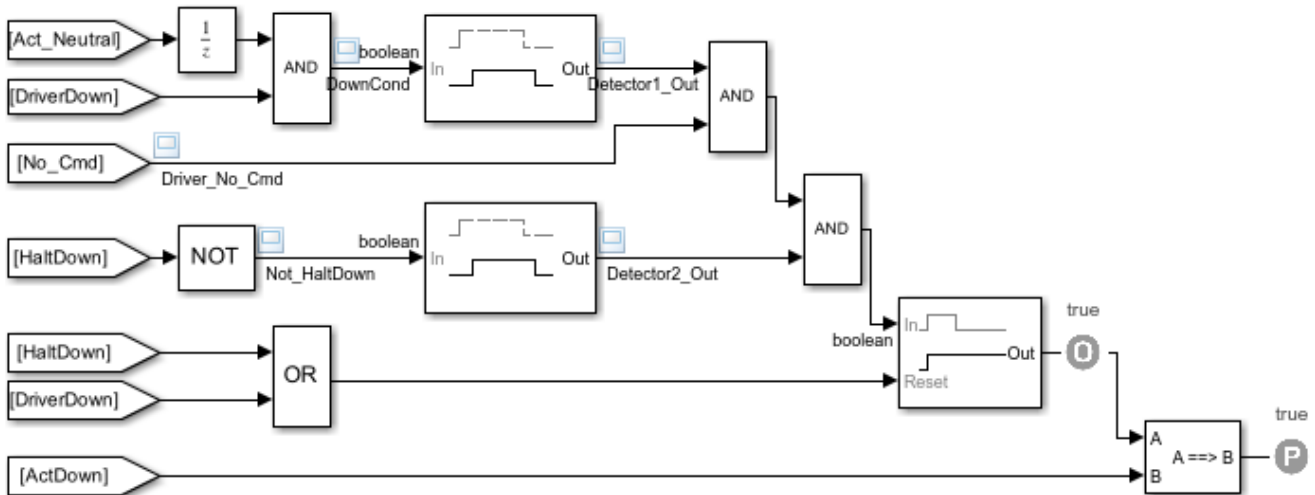 [Act_Neutral]
1
z
AND
boolean
DownCond
In
Out
Detector1_Out
AND
[DriverDown]
[No_Cmd]
Driver_No_Cmd
AND
[HaltDown]
NOT
Not_HaltDown
boolean
In
Out
Detector2_Out
[HaltDown]
[DriverDown]
OR
boolean
In
Out
Reset
true
O
[ActDown]
A
B
A ==> B
true
P